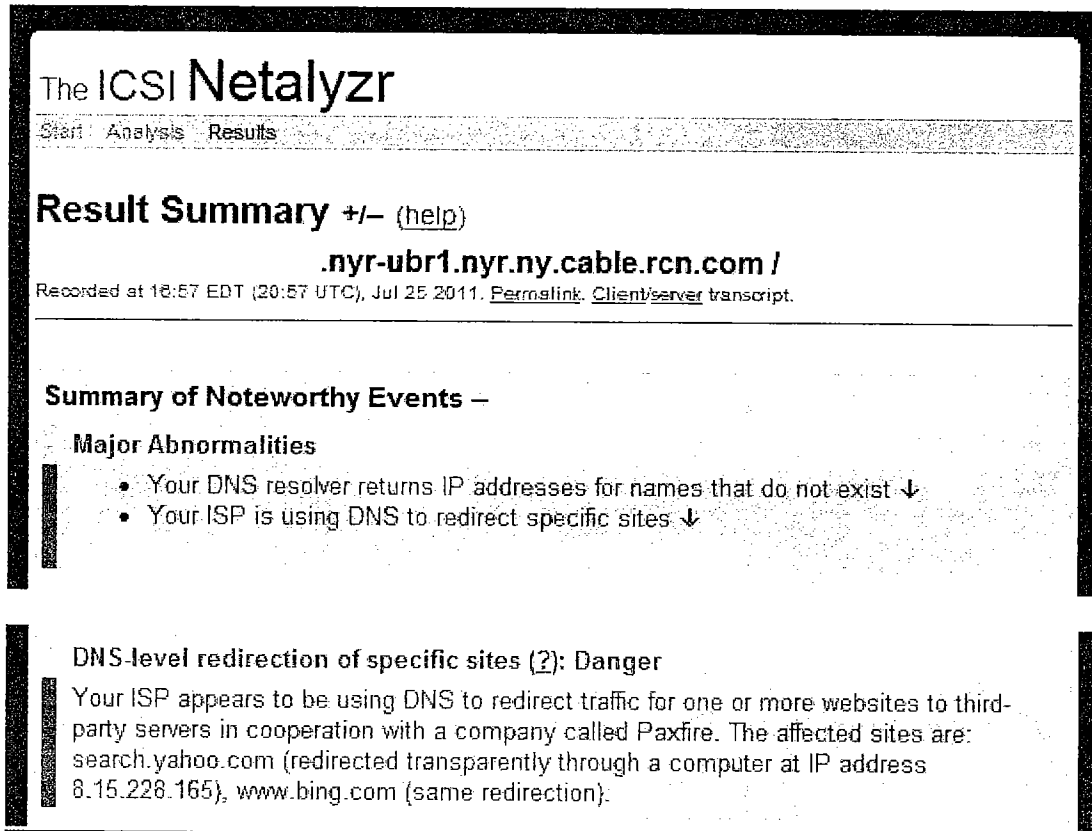 The ICSI Netalyzr
Start Analysis Results
Result Summary +/– (help)
.nyr-ubr1.nyr.ny.cable.rcn.com /
Recorded at 16:57 EDT (20:57 UTC), Jul 25 2011. Permalink. Client/server transcript.
Summary of Noteworthy Events –
Major Abnormalities
• Your DNS resolver returns IP addresses for names that do not exist ↓
• Your ISP is using DNS to redirect specific sites ↓
DNS-level redirection of specific sites (?): Danger
Your ISP appears to be using DNS to redirect traffic for one or more websites to third-
party servers in cooperation with a company called Paxfire. The affected sites are:
search.yahoo.com (redirected transparently through a computer at IP address
8.15.228.165), www.bing.com (same redirection).